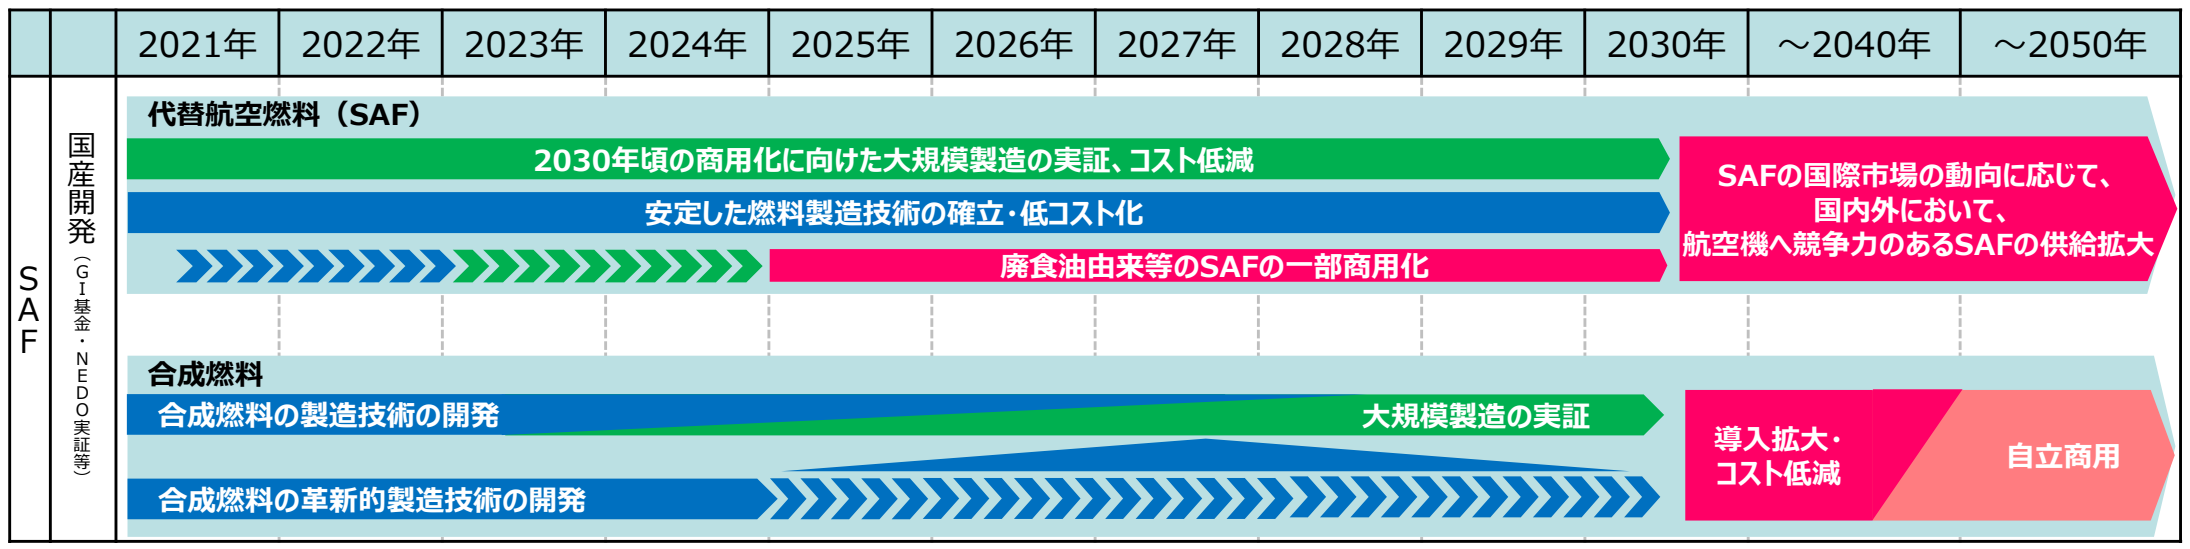 2021年 2022年 2023年 2024年 2025年 2026年 2027年 2028年 2029年 2030年 ～2040年 ～2050年
SAF
国産開発（GI基金・NEDO実証等）
代替航空燃料（SAF）
2030年頃の商用化に向けた大規模製造の実証、コスト低減
安定した燃料製造技術の確立・低コスト化
廃食油由来等のSAFの一部商用化
SAFの国際市場の動向に応じて、
国内外において、
航空機へ競争力のあるSAFの供給拡大
合成燃料
合成燃料の製造技術の開発
大規模製造の実証
合成燃料の革新的製造技術の開発
導入拡大・
コスト低減
自立商用